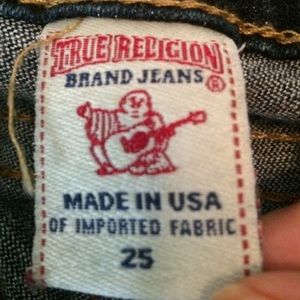 TRUE RELIGION
BRAND JEANS ®
MADE IN USA
OF IMPORTED FABRIC
25